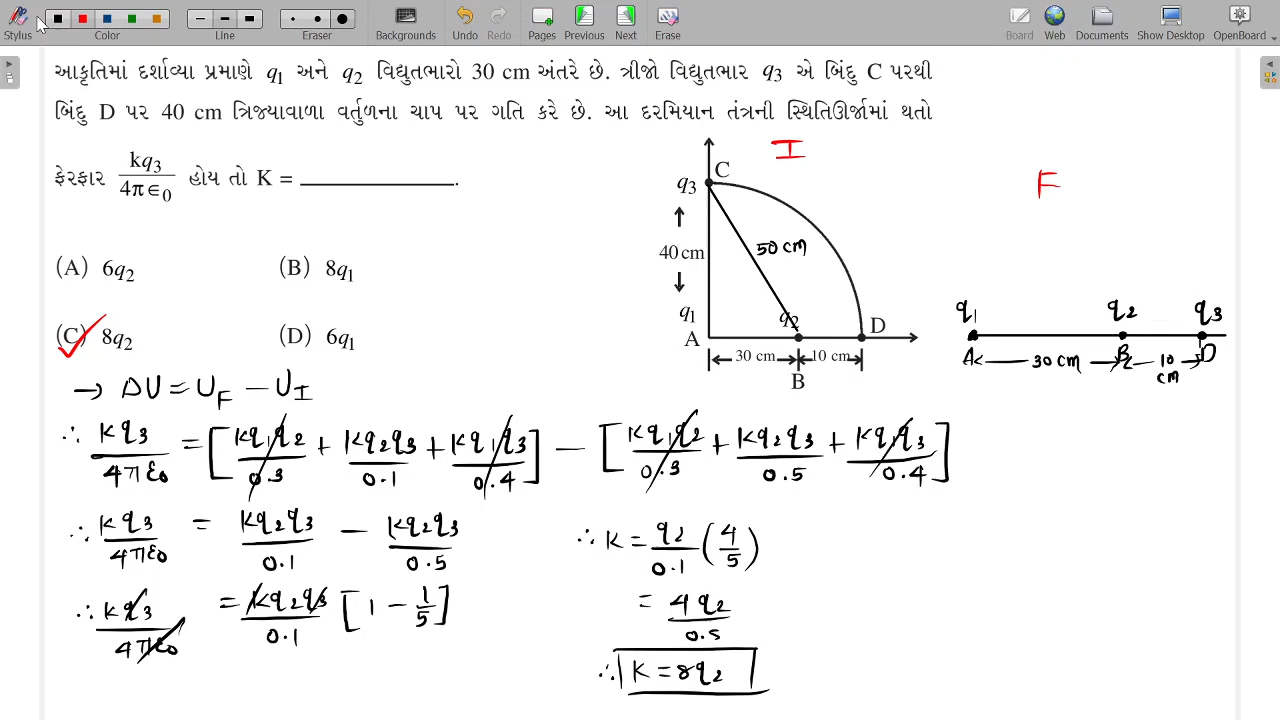 Stylus Color Line Eraser Backgrounds Undo Redo Pages Previous Next Erase Board Web Documents Show Desktop OpenBoard
આકૃતિમાં દર્શાવ્યા પ્રમાણે q₁ અને q₂ વિદ્યુતભારો 30 cm અંતરે છે. ત્રીજો વિદ્યુતભાર q₃ એ બિંદુ C પરથી
બિંદુ D પર 40 cm ત્રિજ્યાવાળા વર્તુળના ચાપ પર ગતિ કરે છે. આ દરમિયાન તંત્રની સ્થિતિઊર્જામાં થતો
ફેરફાર kq₃/4π∈₀ હોય તો K = ______________.
(A) 6q₂ (B) 8q₁
(C) 8q₂ (D) 6q₁
I
C
q₃
40 cm
50 cm
q₁ q₂
A D
30 cm 10 cm
B
F
q₁ q₂ q₃
A B D
30 cm 10 cm
→ ΔU = U_F − U_I
∴ kq₃/4πε₀ = [kq₁q₂/0.3 + kq₂q₃/0.1 + kq₁q₃/0.4] − [kq₁q₂/0.3 + kq₂q₃/0.5 + kq₁q₃/0.4]
∴ kq₃/4πε₀ = kq₂q₃/0.1 − kq₂q₃/0.5
∴ kq₃/4πε₀ = kq₂q₃/0.1 [1 − 1/5]
∴ K = q₂/0.1 (4/5)
= 4q₂/0.5
∴ K = 8q₂